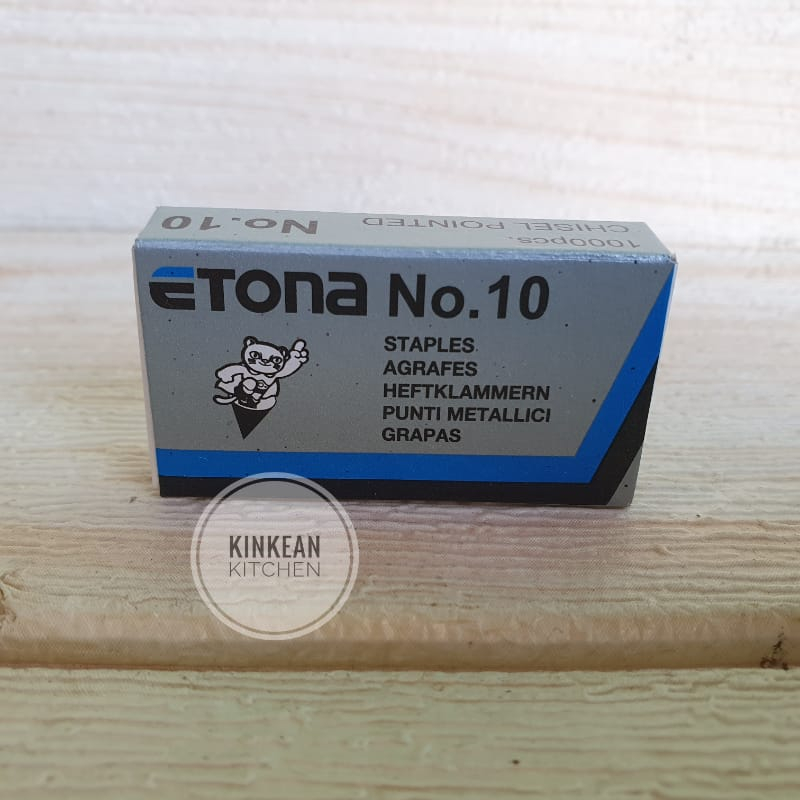 No.10
CHISEL POINTED
1000pcs.
ETONA No.10
STAPLES
AGRAFES
HEFTKLAMMERN
PUNTI METALLICI
GRAPAS
KINKEAN
KITCHEN